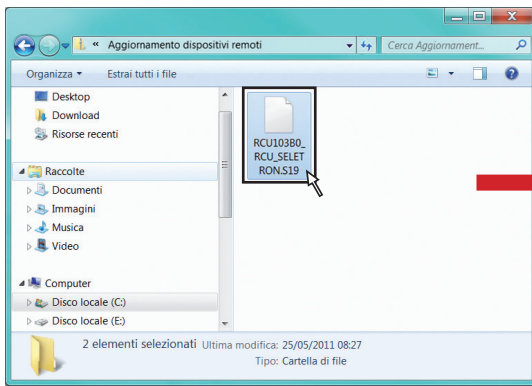 « Aggiornamento dispositivi remoti
Cerca Aggiornament...
Organizza
Estrai tutti i file
Desktop
Download
Risorse recenti
Raccolte
Documenti
Immagini
Musica
Video
Computer
Disco locale (C:)
Disco locale (E:)
RCU103B0_
RCU_SELET
RON.S19
2 elementi selezionati Ultima modifica: 25/05/2011 08:27
Tipo: Cartella di file